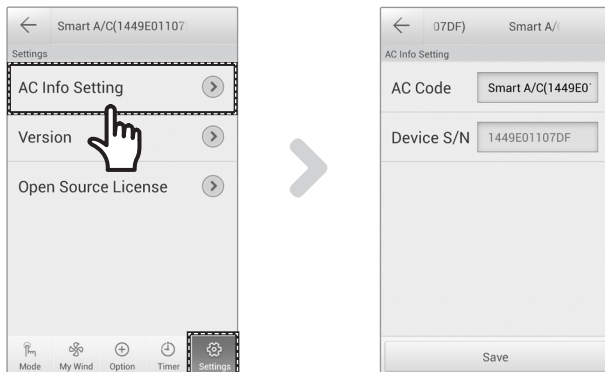 Smart A/C(1449E01107
Settings
AC Info Setting
Version
Open Source License
Mode My Wind Option Timer Settings
07DF) Smart A/
AC Info Setting
AC Code Smart A/C(1449E0
Device S/N 1449E01107DF
Save